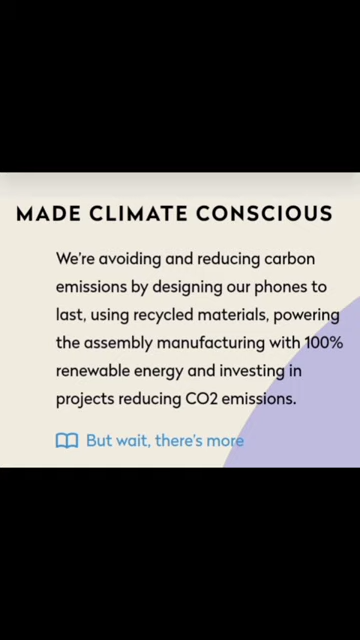 MADE CLIMATE CONSCIOUS
We're avoiding and reducing carbon
emissions by designing our phones to
last, using recycled materials, powering
the assembly manufacturing with 100%
renewable energy and investing in
projects reducing CO2 emissions.
But wait, there's more